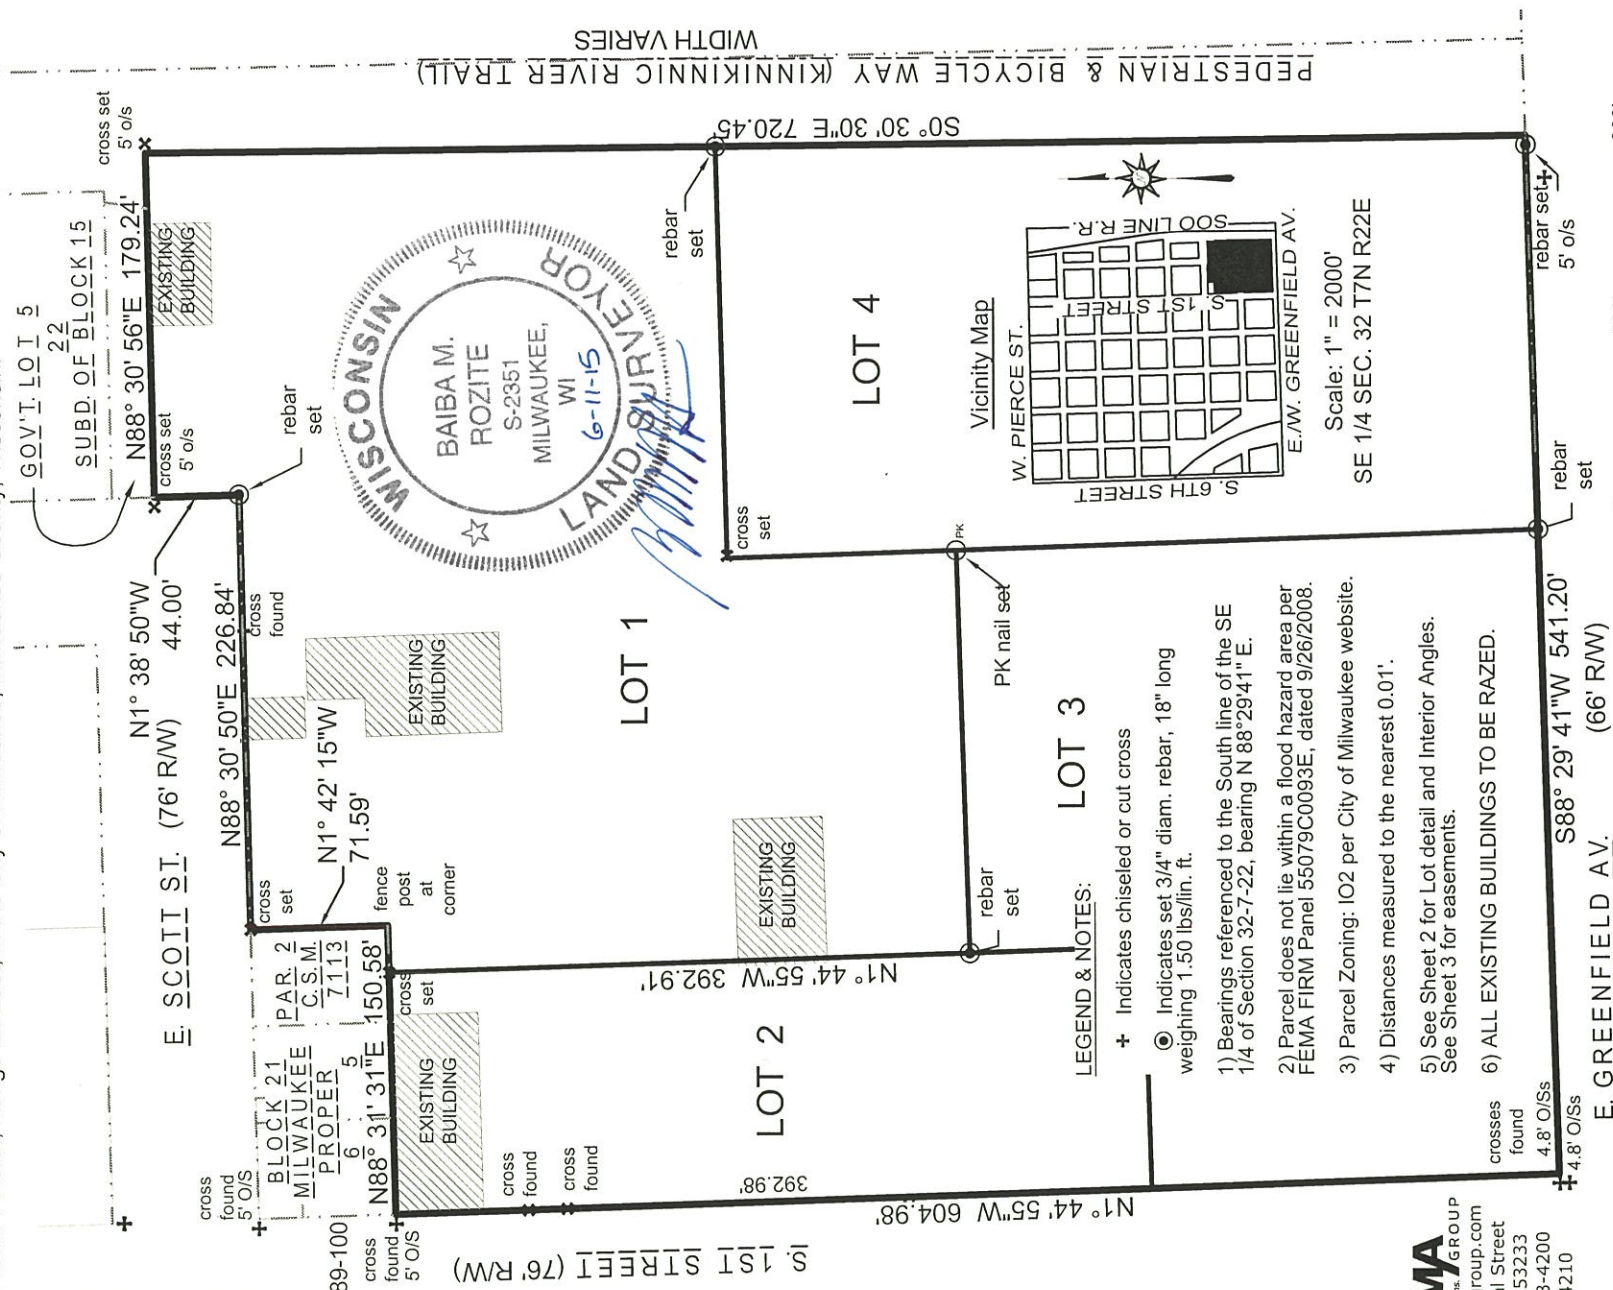 GOV'T. LOT 5
22
SUBD. OF BLOCK 15
N88° 30' 56"E 179.24'
cross set
5' o/s
cross set
5' o/s
EXISTING
BUILDING
N1° 38' 50"W
44.00'
rebar
set
E. SCOTT ST. (76' R/W)
N88° 30' 50"E 226.84'
cross
found
cross
set
N1° 42' 15"W
71.59'
fence
post
at
corner
EXISTING
BUILDING
PAR. 2
C.S.M.
7113
BLOCK 21
MILWAUKEE
PROPER
6 5
N88° 31' 31"E 150.58'
cross
set
cross
found
5' O/S
39-100
cross
found
5' O/S
EXISTING
BUILDING
PEDESTRIAN & BICYCLE WAY (KINNIKINNIC RIVER TRAIL)
WIDTH VARIES
S0° 30' 30"E 720.45'
WISCONSIN
LAND SURVEYOR
BAIBA M.
ROZITE
S-2351
MILWAUKEE,
WI
6-11-15
LOT 1
EXISTING
BUILDING
N1° 44' 55"W 392.91'
LOT 2
cross
found
cross
found
392.98'
N1° 44' 55"W 604.98'
S. 1ST STREET (76' R/W)
rebar
set
cross
set
LOT 4
PK
PK nail set
rebar
set
LOT 3
Vicinity Map
W. PIERCE ST.
S. 6TH STREET
S. 1ST STREET
SOO LINE R.R.
E./W. GREENFIELD AV.
N
Scale: 1" = 2000'
SE 1/4 SEC. 32 T7N R22E
LEGEND & NOTES:
Indicates chiseled or cut cross
Indicates set 3/4" diam. rebar, 18" long
weighing 1.50 lbs/lin. ft.
1) Bearings referenced to the South line of the SE
1/4 of Section 32-7-22, bearing N 88°29'41" E.
2) Parcel does not lie within a flood hazard area per
FEMA FIRM Panel 55079C0093E, dated 9/26/2008.
3) Parcel Zoning: IO2 per City of Milwaukee website.
4) Distances measured to the nearest 0.01'.
5) See Sheet 2 for Lot detail and Interior Angles.
See Sheet 3 for easements.
6) ALL EXISTING BUILDINGS TO BE RAZED.
crosses
found
4.8' O/Ss
4.8' O/Ss
rebar
set
rebar set
5' o/s
S88° 29' 41"W 541.20'
E. GREENFIELD AV. (66' R/W)
MA
GROUP
roup.com
al Street
53233
3-4200
4210